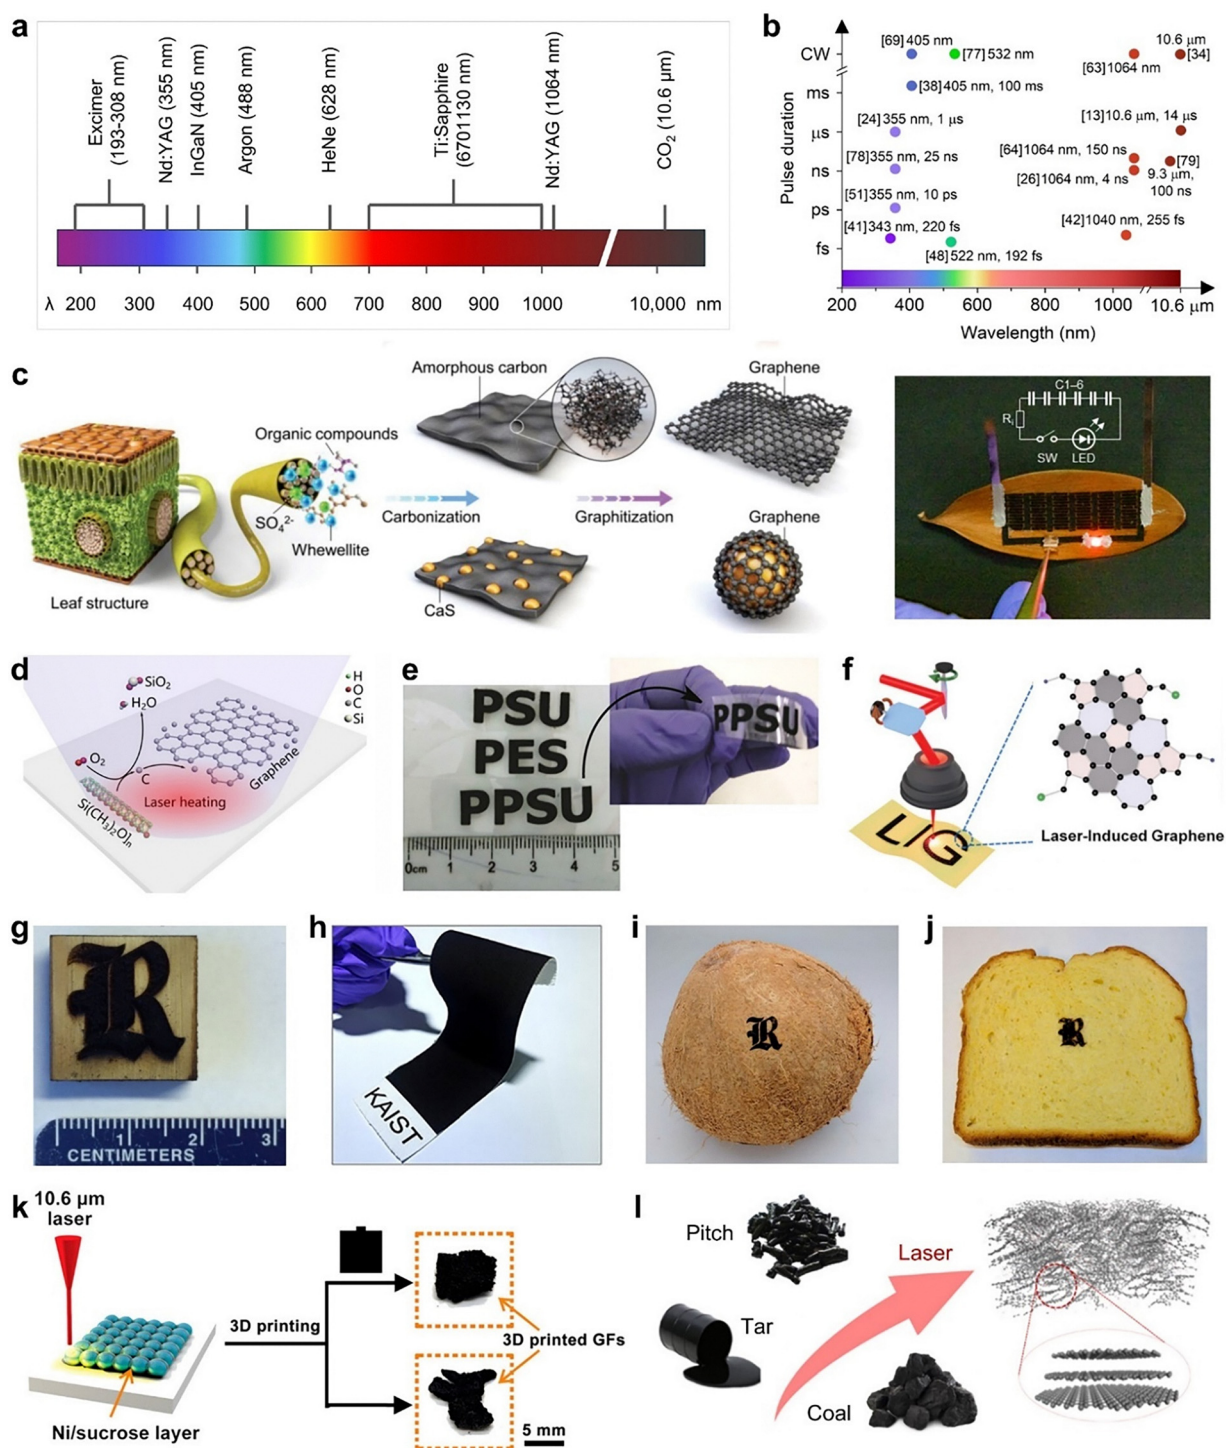 a
Excimer
(193-308 nm)
Nd:YAG (355 nm)
InGaN (405 nm)
Argon (488 nm)
HeNe (628 nm)
Ti:Sapphire
(6701130 nm)
Nd:YAG (1064 nm)
CO₂ (10.6 µm)
λ 200 300 400 500 600 700 800 900 1000 10,000 nm
b
Pulse duration
CW
ms
µs
ns
ps
fs
[69]405 nm
[77]532 nm
10.6 µm
[34]
[63]1064 nm
[38]405 nm, 100 ms
[24]355 nm, 1 µs
[13]10.6 µm, 14 µs
[78]355 nm, 25 ns
[64]1064 nm, 150 ns
[79]
9.3 µm,
100 ns
[26]1064 nm, 4 ns
[51]355 nm, 10 ps
[41]343 nm, 220 fs
[42]1040 nm, 255 fs
[48]522 nm, 192 fs
200 400 600 800 1000 10.6 µm
Wavelength (nm)
c
Leaf structure
Organic compounds
SO₄²⁻
Whewellite
Carbonization
Amorphous carbon
CaS
Graphitization
Graphene
Graphene
C1–6
SW LED
d
SiO₂
H₂O
O₂
C
Si(CH₃)₂O]ₙ
Laser heating
Graphene
H
O
C
Si
e
PSU
PES
PPSU
0cm 1 2 3 4 5
PPSU
f
LIG
Laser-Induced Graphene
g
R
1 2 3
CENTIMETERS
h
KAIST
i
R
j
R
k
10.6 µm
laser
Ni/sucrose layer
3D printing
3D printed GFs
5 mm
l
Pitch
Tar
Coal
Laser